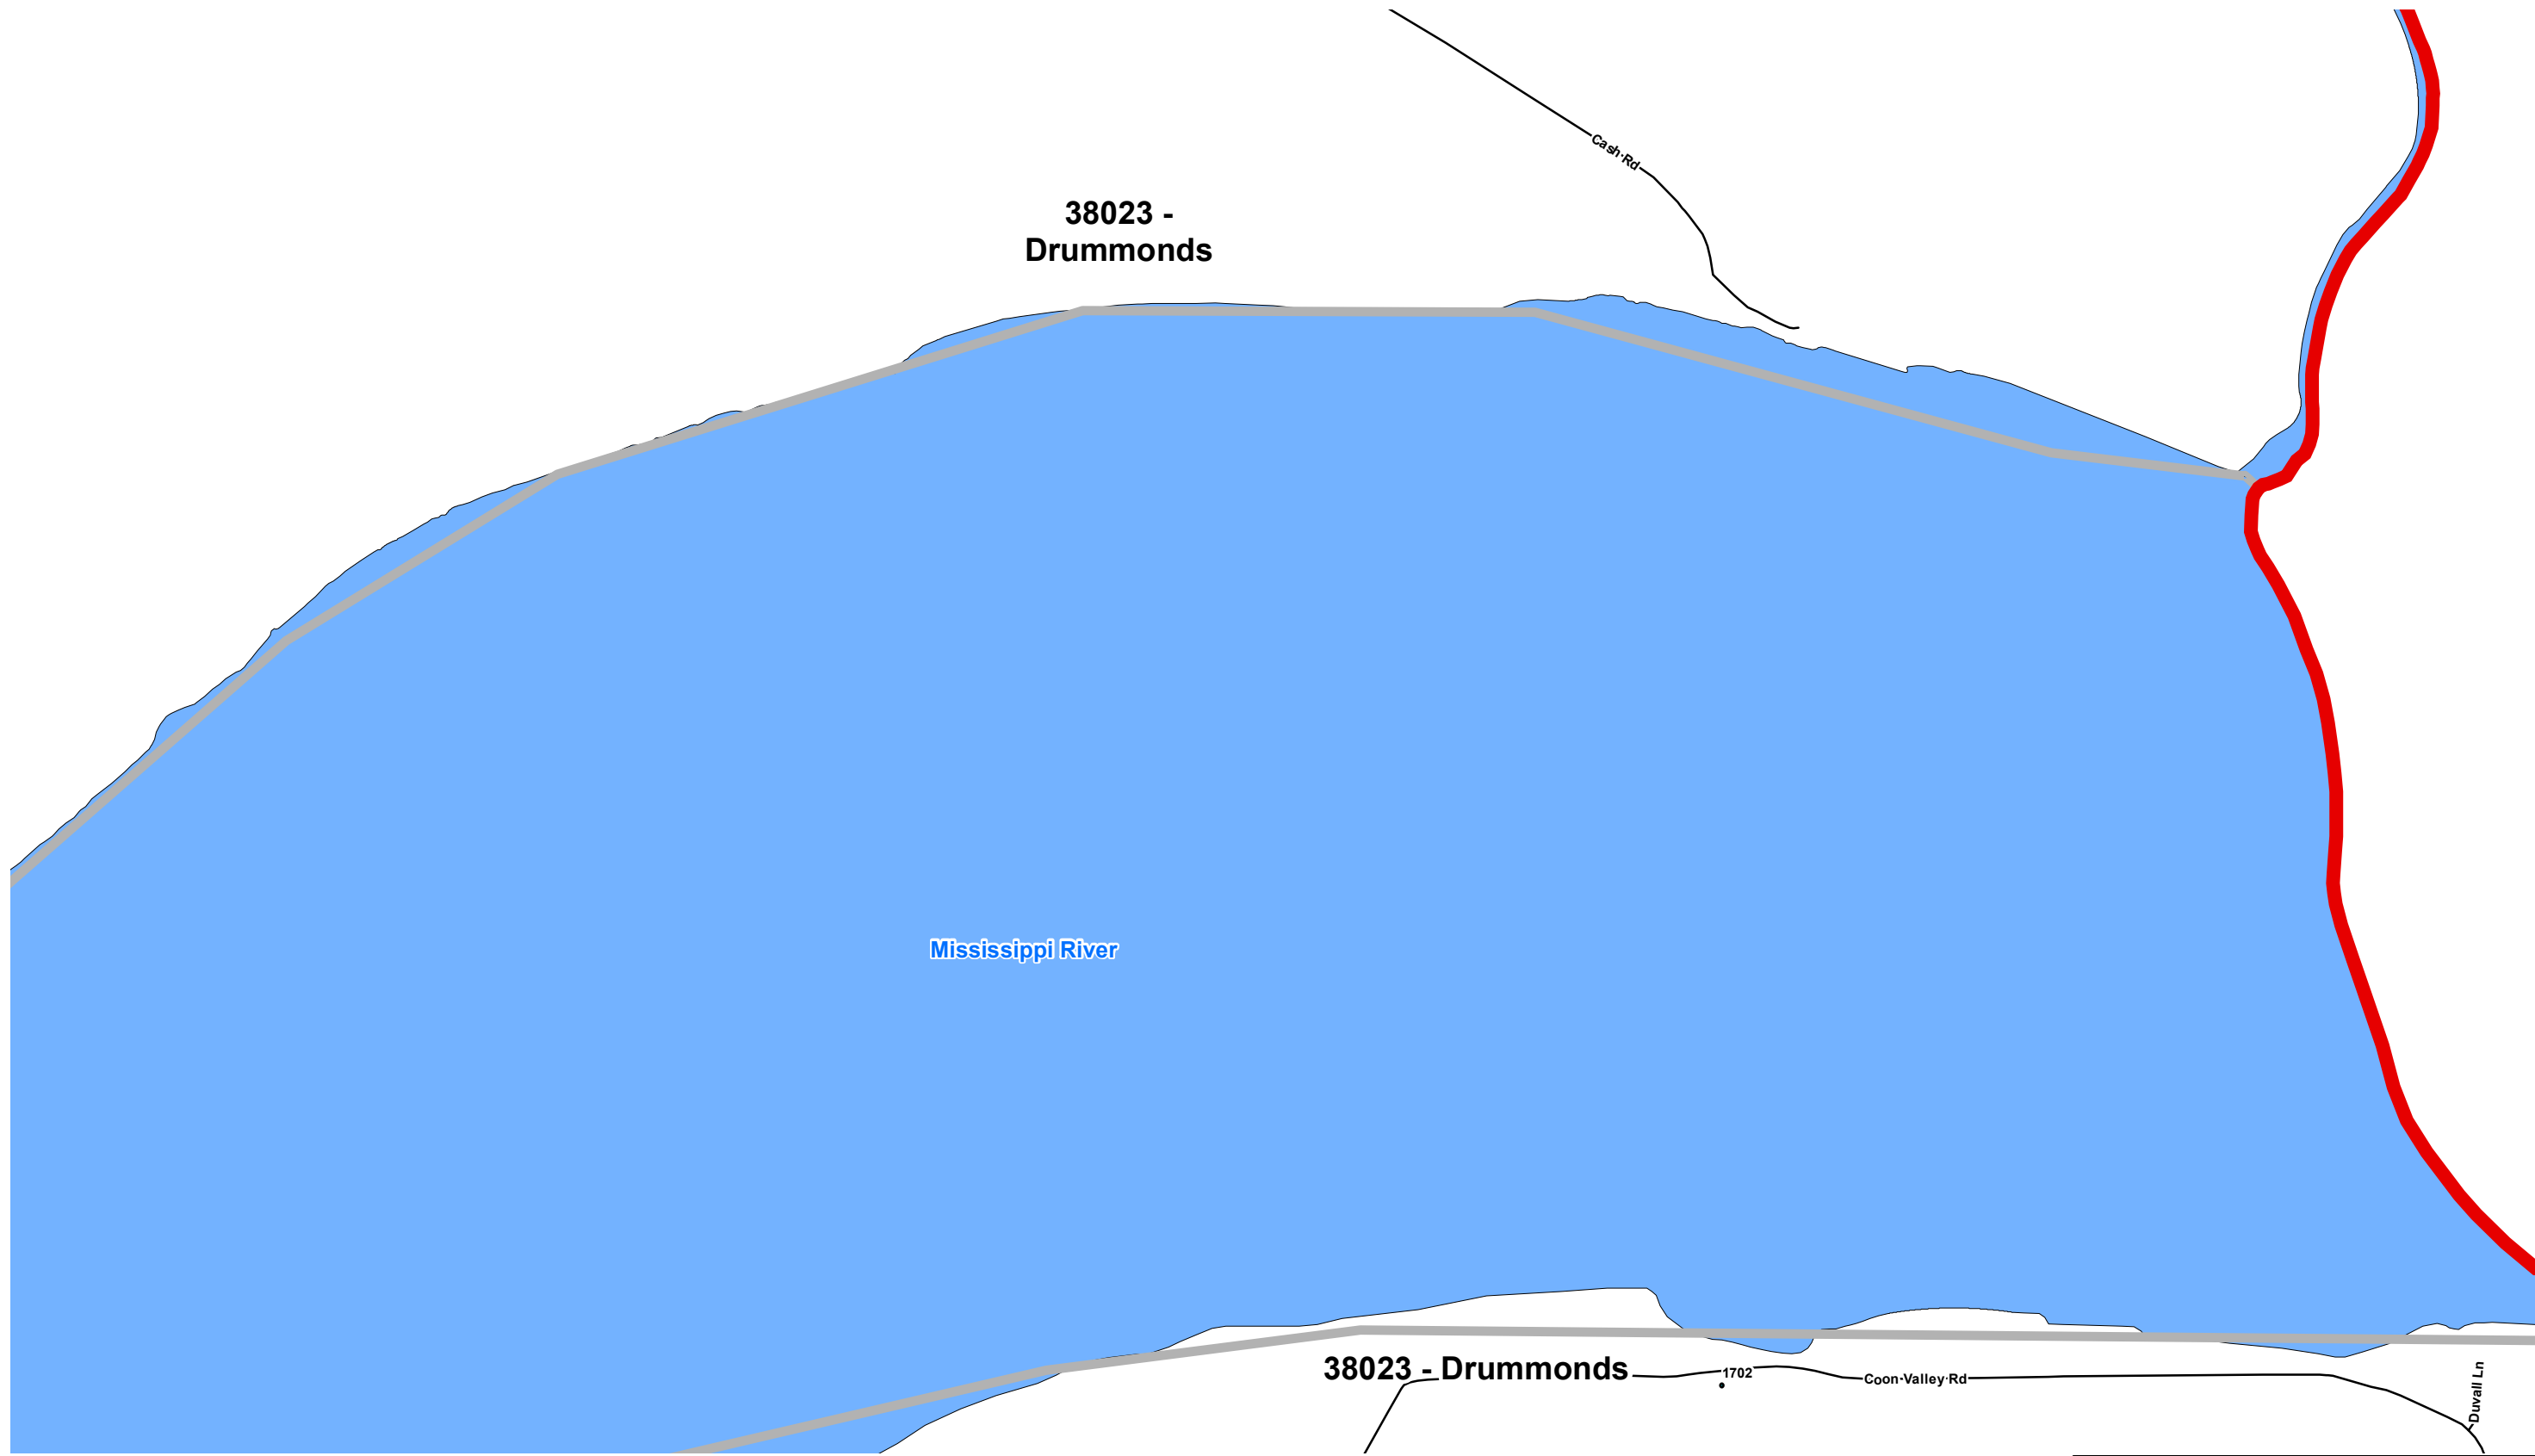 Cash Rd
38023 -
Drummonds
Mississippi River
38023 - Drummonds
1702
Coon Valley Rd
Duvall Ln